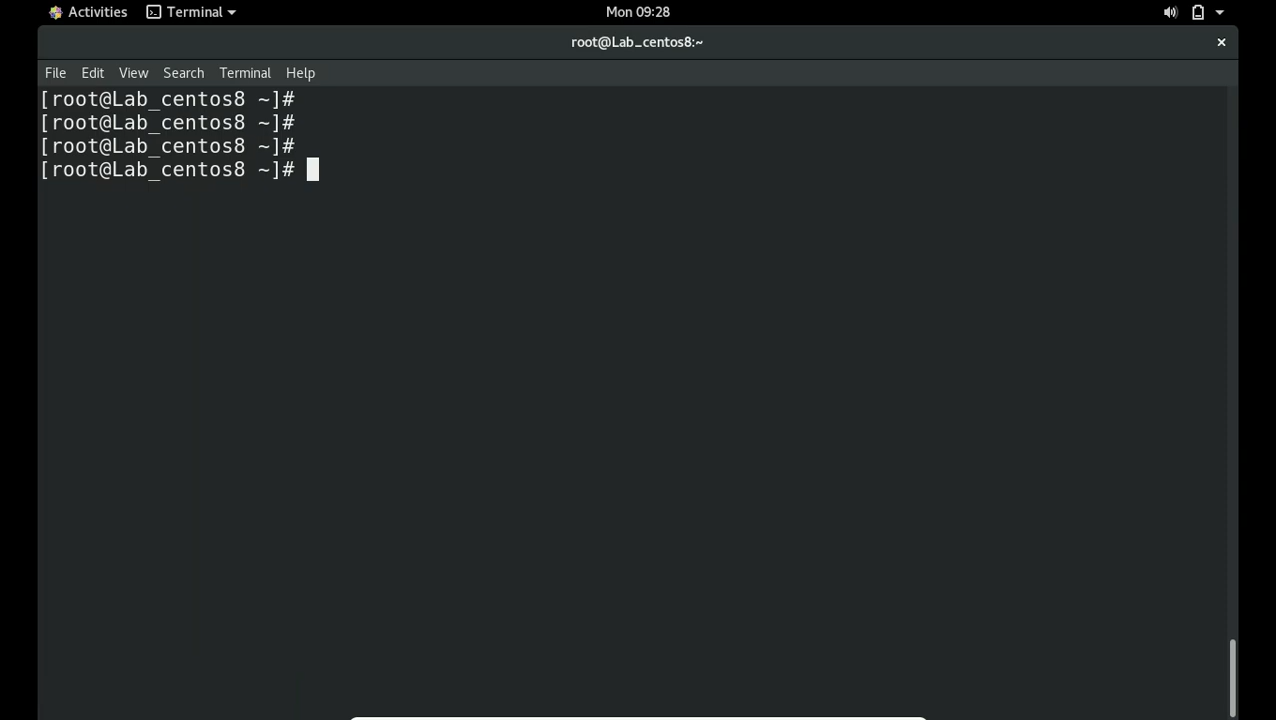 Activities Terminal Mon 09:28
root@Lab_centos8:~ ×
File Edit View Search Terminal Help
[root@Lab_centos8 ~]#
[root@Lab_centos8 ~]#
[root@Lab_centos8 ~]#
[root@Lab_centos8 ~]#